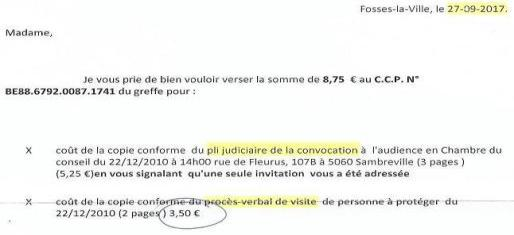 Fosses-la-Ville, le 27-09-2017.
Madame,
Je vous prie de bien vouloir verser la somme de 8,75 € au C.C.P. N°
BE88.6792.0087.1741 du greffe pour :
X coût de la copie conforme du pli judiciaire de la convocation à l'audience en Chambre du
conseil du 22/12/2010 à 14h00 rue de Fleurus, 107B à 5060 Sambreville (3 pages )
(5,25 €)en vous signalant qu'une seule invitation vous a été adressée
X coût de la copie conforme du procès-verbal de visite de personne à protéger du
22/12/2010 (2 pages ) 3,50 €